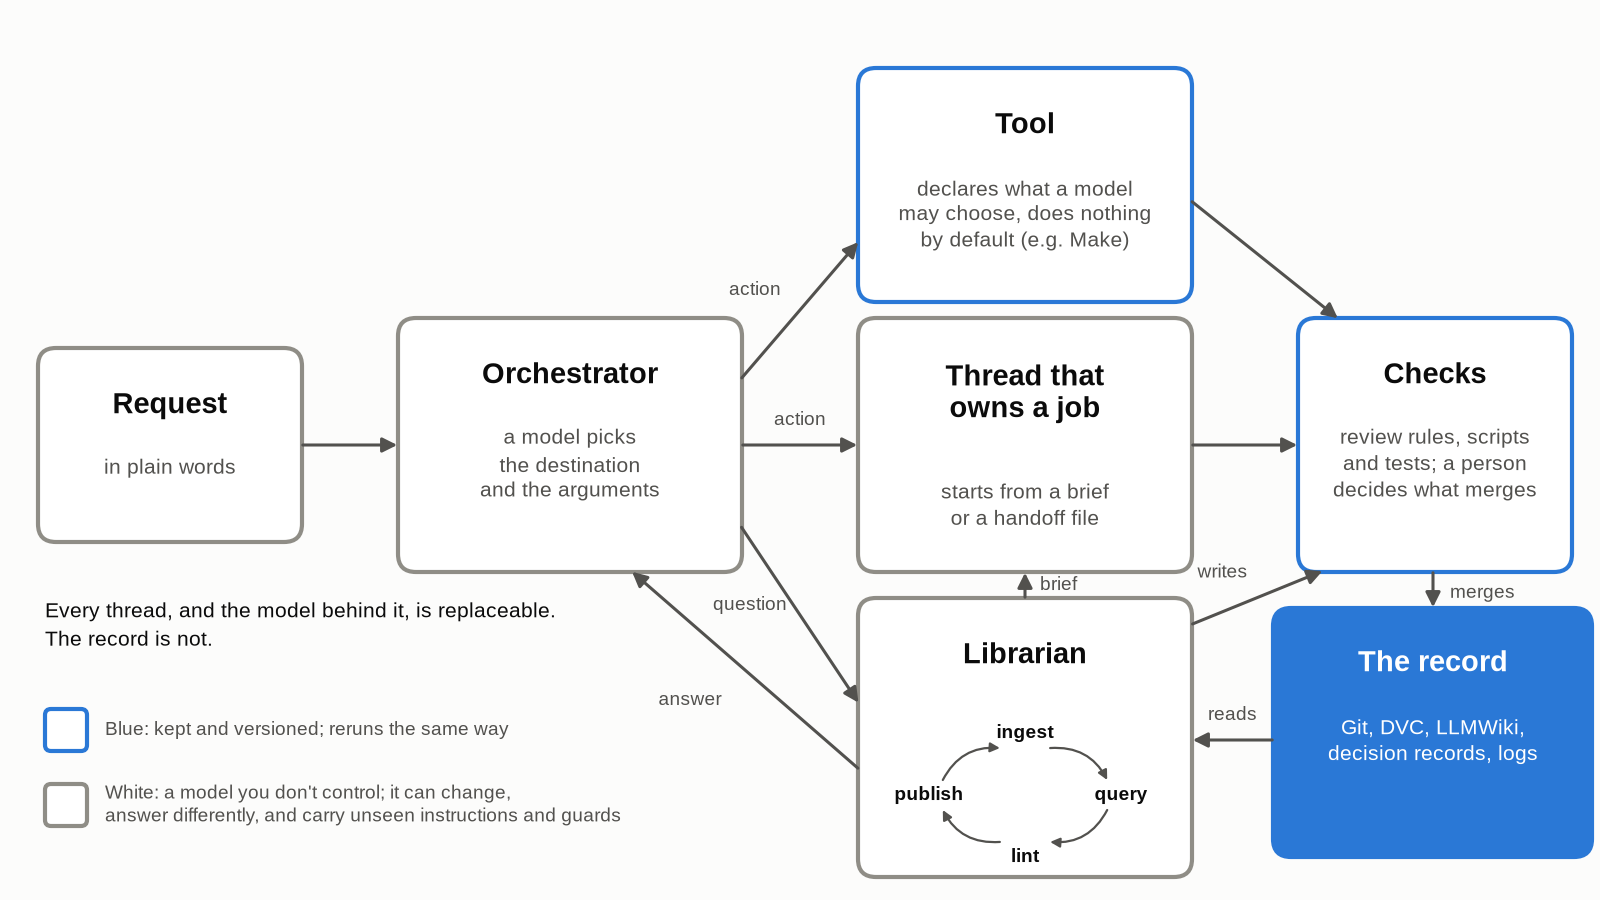 Tool
declares what a model
may choose, does nothing
by default (e.g. Make)
action
Request
in plain words
Orchestrator
a model picks
the destination
and the arguments
action
Thread that
owns a job
starts from a brief
or a handoff file
Checks
review rules, scripts
and tests; a person
decides what merges
writes
brief
merges
question
answer
Every thread, and the model behind it, is replaceable.
The record is not.
Librarian
ingest
query
lint
publish
reads
The record
Git, DVC, LLMWiki,
decision records, logs
Blue: kept and versioned; reruns the same way
White: a model you don't control; it can change,
answer differently, and carry unseen instructions and guards